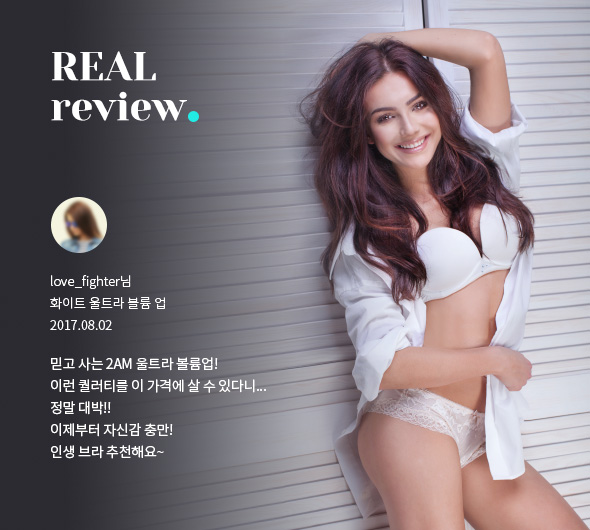 REAL
review.
love_fighter님
화이트 울트라 볼륨 업
2017.08.02
믿고 사는 2AM 울트라 볼륨업!
이런 퀄러티를 이 가격에 살 수 있다니...
정말 대박!!
이제부터 자신감 충만!
인생 브라 추천해요~